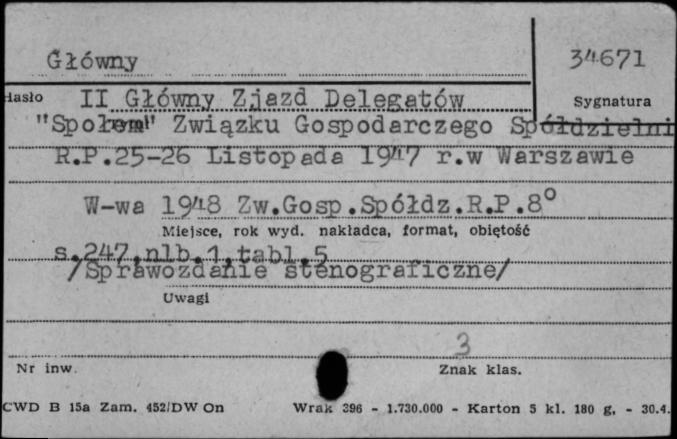 Główny
34671
Hasło
II Główny Zjazd Delegatów
Sygnatura
"Społem" Związku Gospodarczego Spółdzielni
R.P.25-26 Listopada 1947 r.w Warszawie
W-wa 1948 Zw.Gosp.Spółdz.R.P.8°
Miejsce, rok wyd. nakładca, format, objętość
s.247,nlb.1,tabl.5
/Sprawozdanie stenograficzne/
Uwagi
3
Nr inw.
Znak klas.
CWD B 15a Zam. 452/DW On Wrak 396 - 1.730.000 - Karton 5 kl. 180 g, - 30.4.